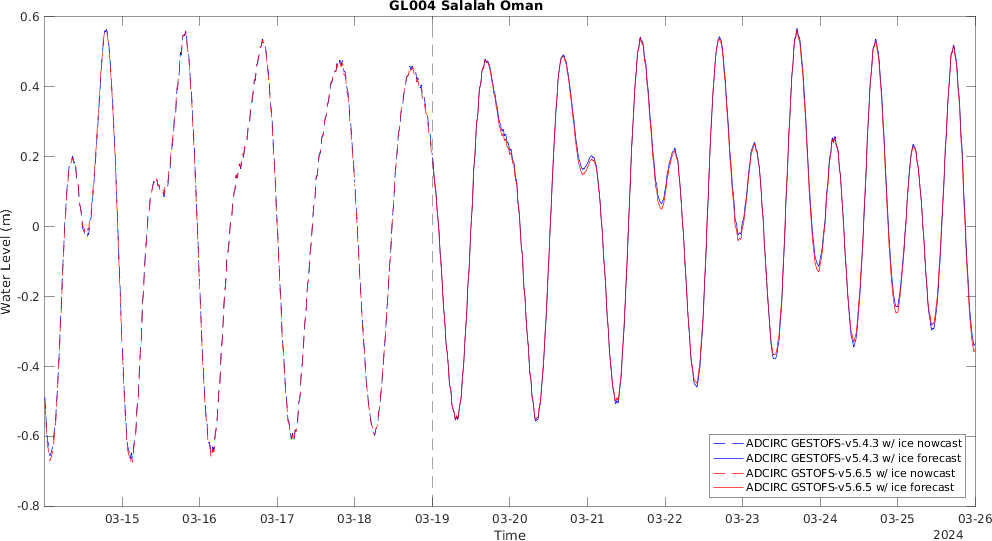 GL004 Salalah Oman
0.6
0.4
0.2
0
-0.2
-0.4
-0.6
-0.8
Water Level (m)
ADCIRC GESTOFS-v5.4.3 w/ ice nowcast
ADCIRC GESTOFS-v5.4.3 w/ ice forecast
ADCIRC GSTOFS-v5.6.5 w/ ice nowcast
ADCIRC GSTOFS-v5.6.5 w/ ice forecast
03-15 03-16 03-17 03-18 03-19 03-20 03-21 03-22 03-23 03-24 03-25 03-26
Time
2024